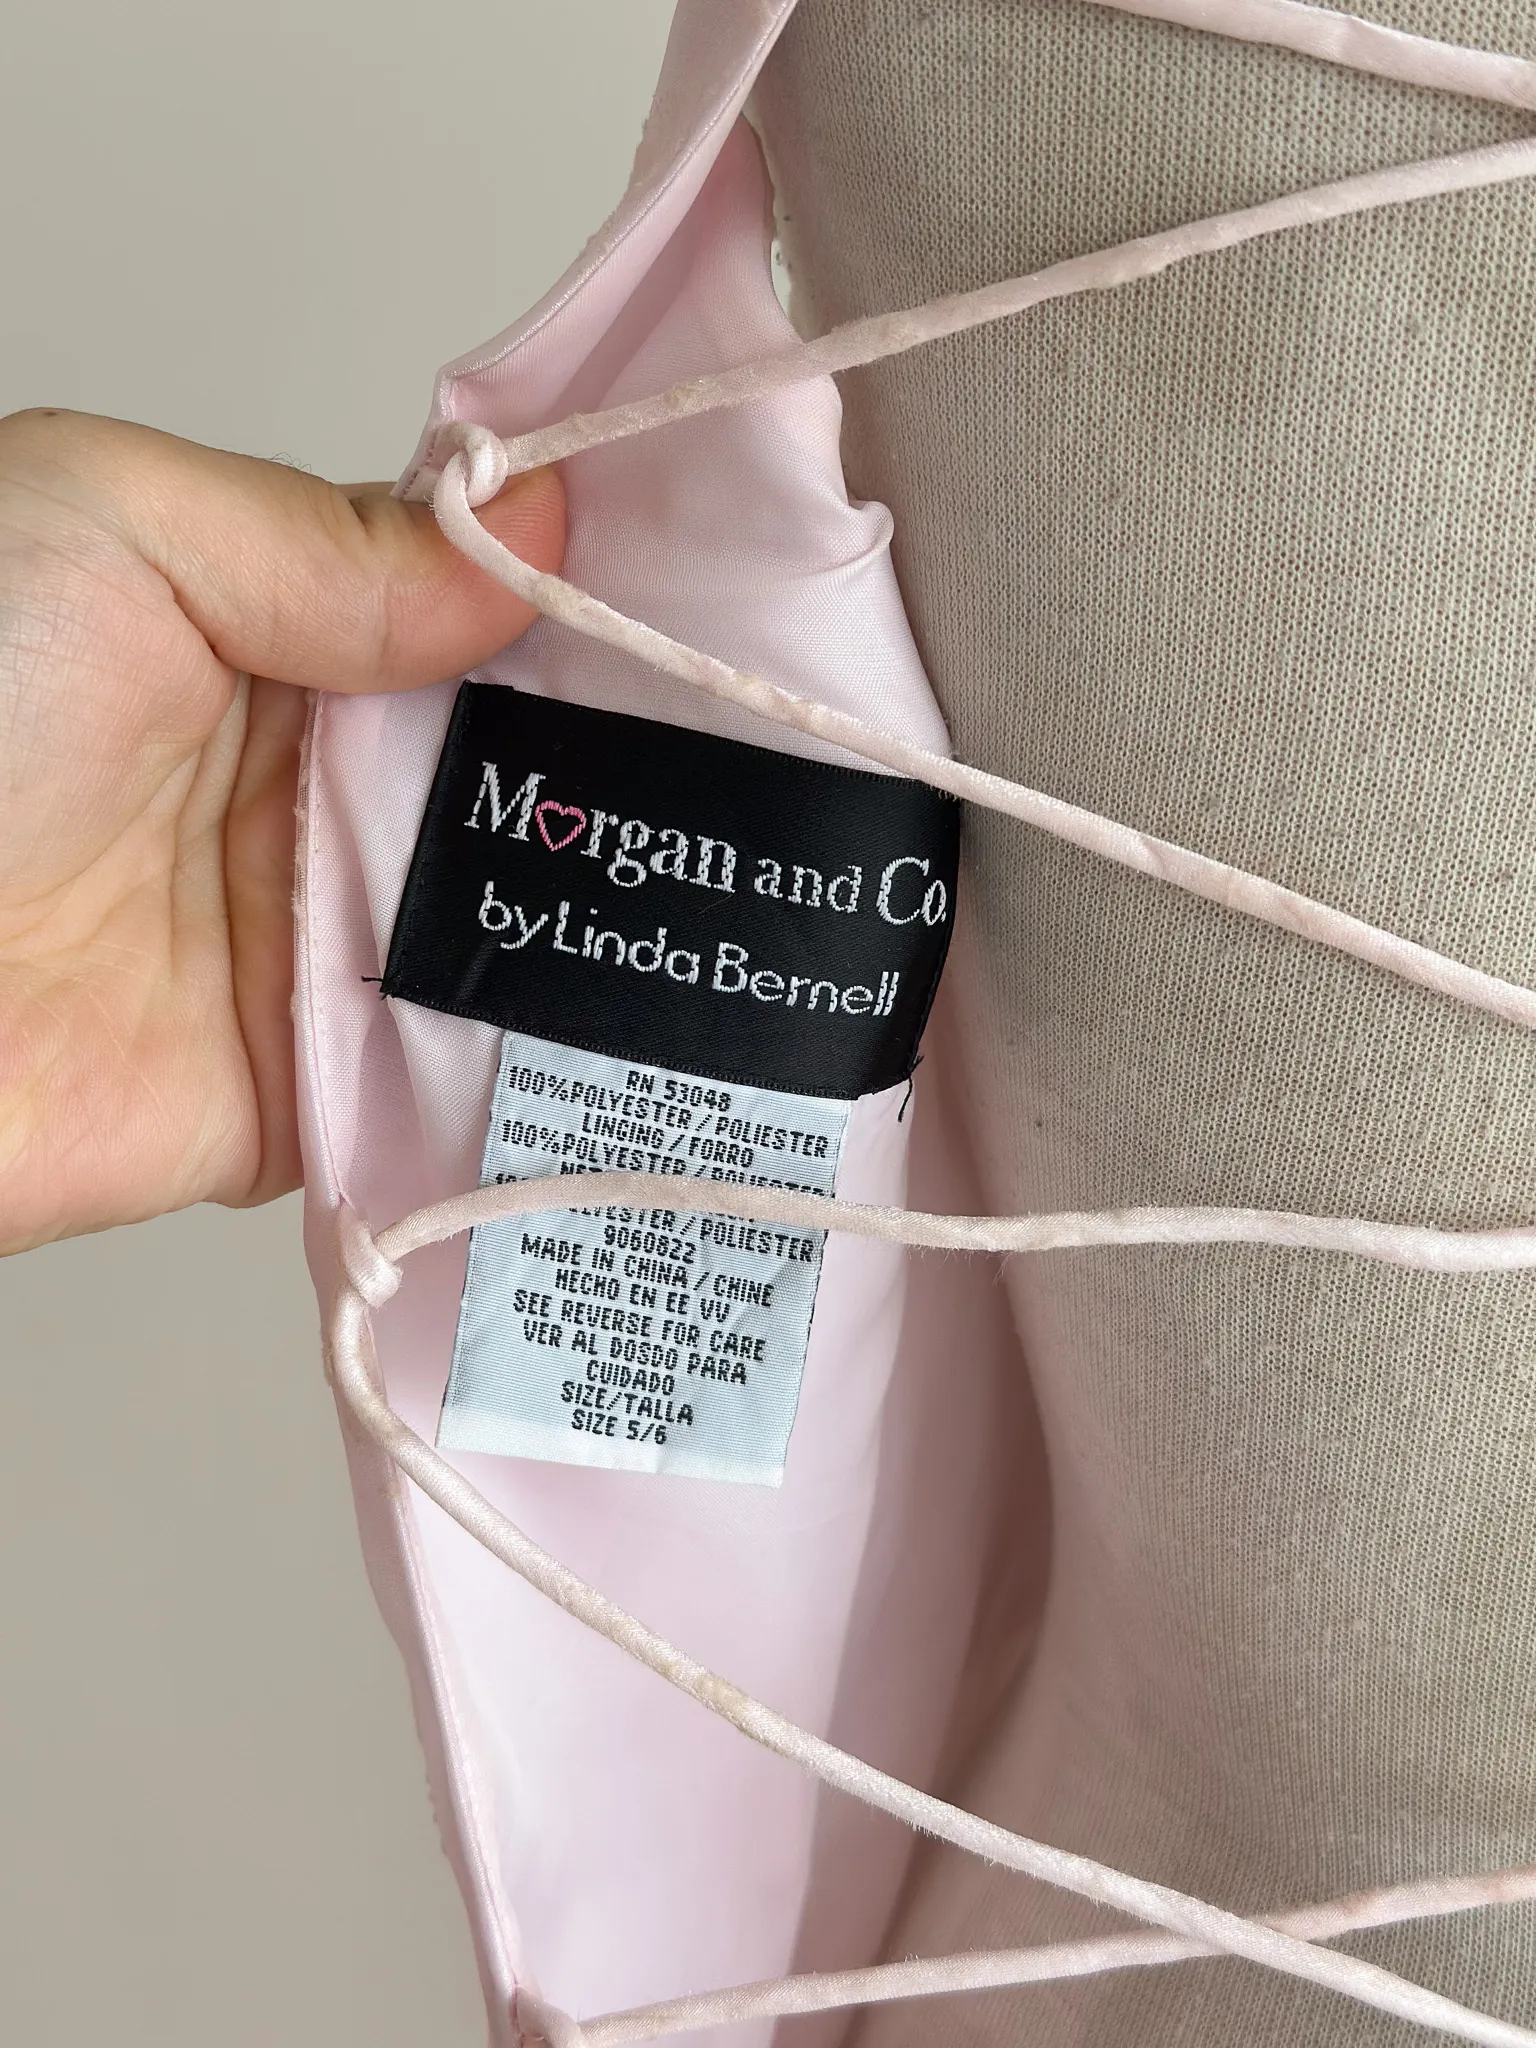 Morgan and Co.
by Linda Bernell
RN 53048
100%POLYESTER / POLIESTER
LINGING / FORRO
100%POLYESTER / POLIESTER
POLYESTER / POLIESTER
9060822
MADE IN CHINA / CHINE
HECHO EN EE UU
SEE REVERSE FOR CARE
VER AL DOSDO PARA
CUIDADO
SIZE/TALLA
SIZE 5/6